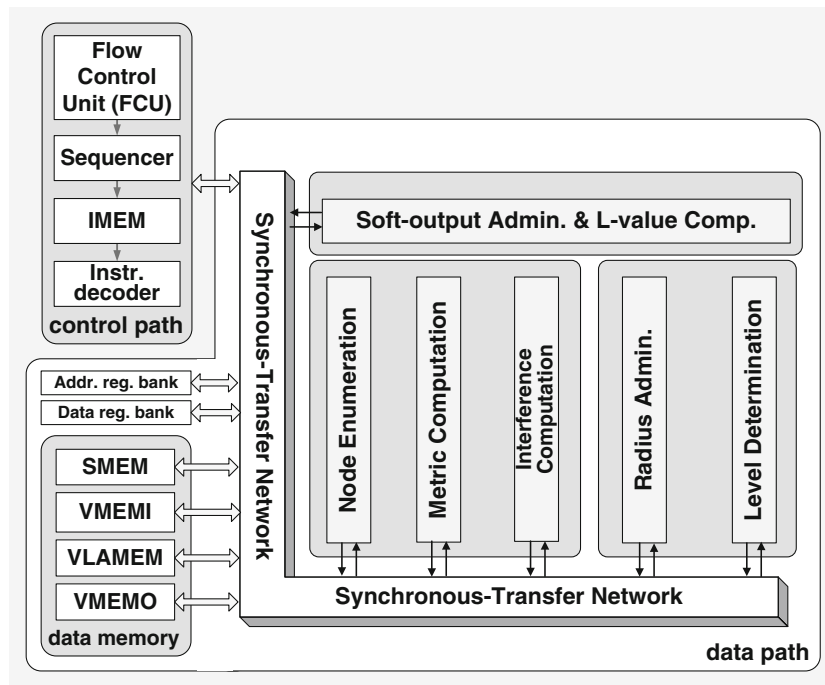 Flow
Control
Unit (FCU)
Sequencer
IMEM
Instr.
decoder
control path
Addr. reg. bank
Data reg. bank
SMEM
VMEMI
VLAMEM
VMEMO
data memory
Synchronous-Transfer Network
Soft-output Admin. & L-value Comp.
Node Enumeration
Metric Computation
Interference
Computation
Radius Admin.
Level Determination
Synchronous-Transfer Network
data path